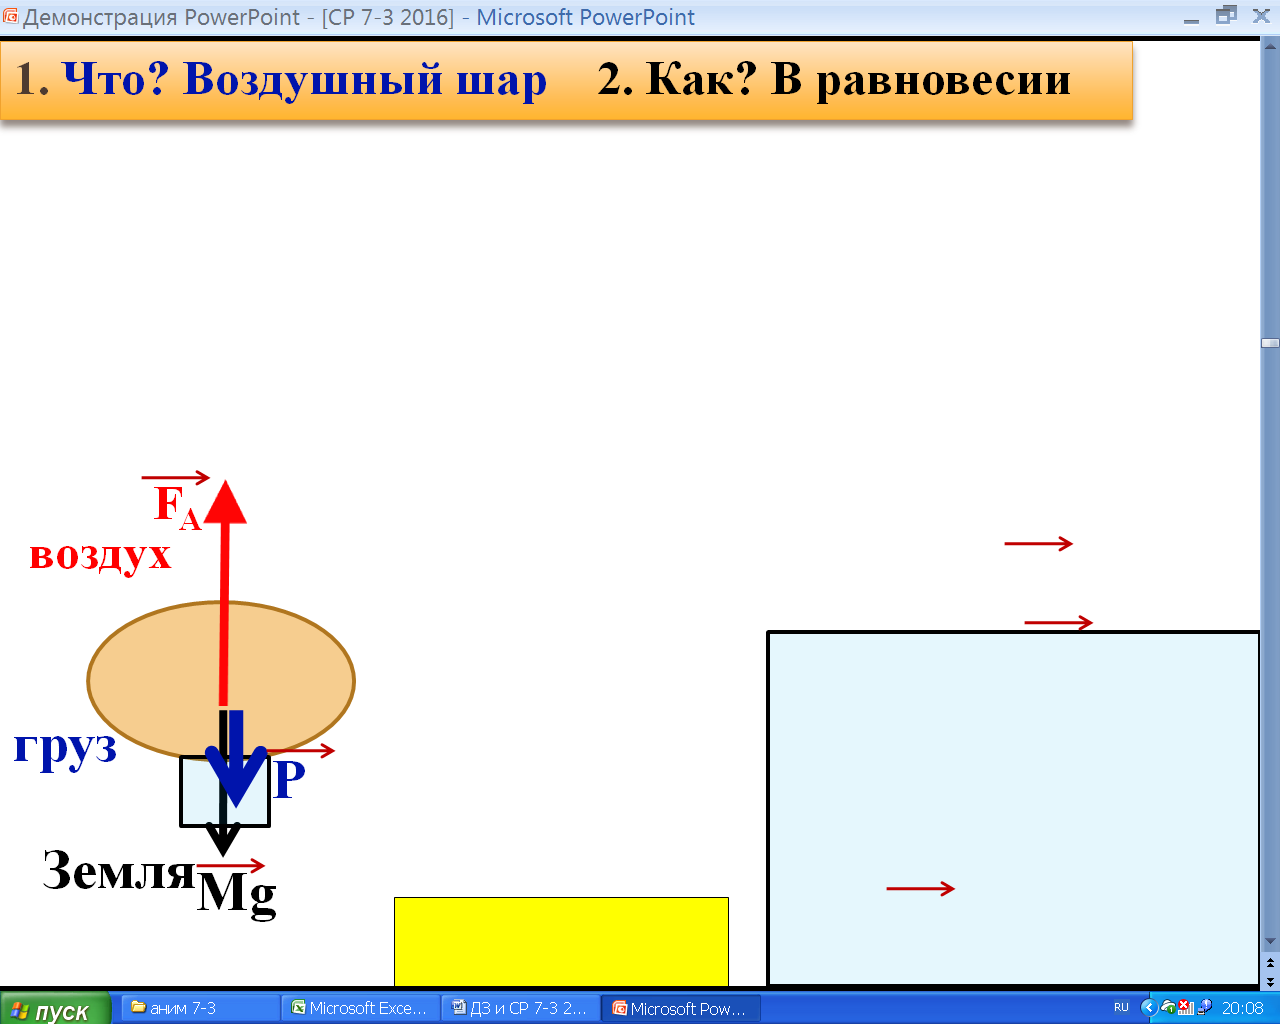 Демонстрация PowerPoint - [СР 7-3 2016] - Microsoft PowerPoint
1. Что? Воздушный шар 2. Как? В равновесии
FА
воздух
груз
P
Земля
Mg
пуск
аним 7-3
Microsoft Exce...
ДЗ и СР 7-3 2...
Microsoft Pow...
RU
20:08